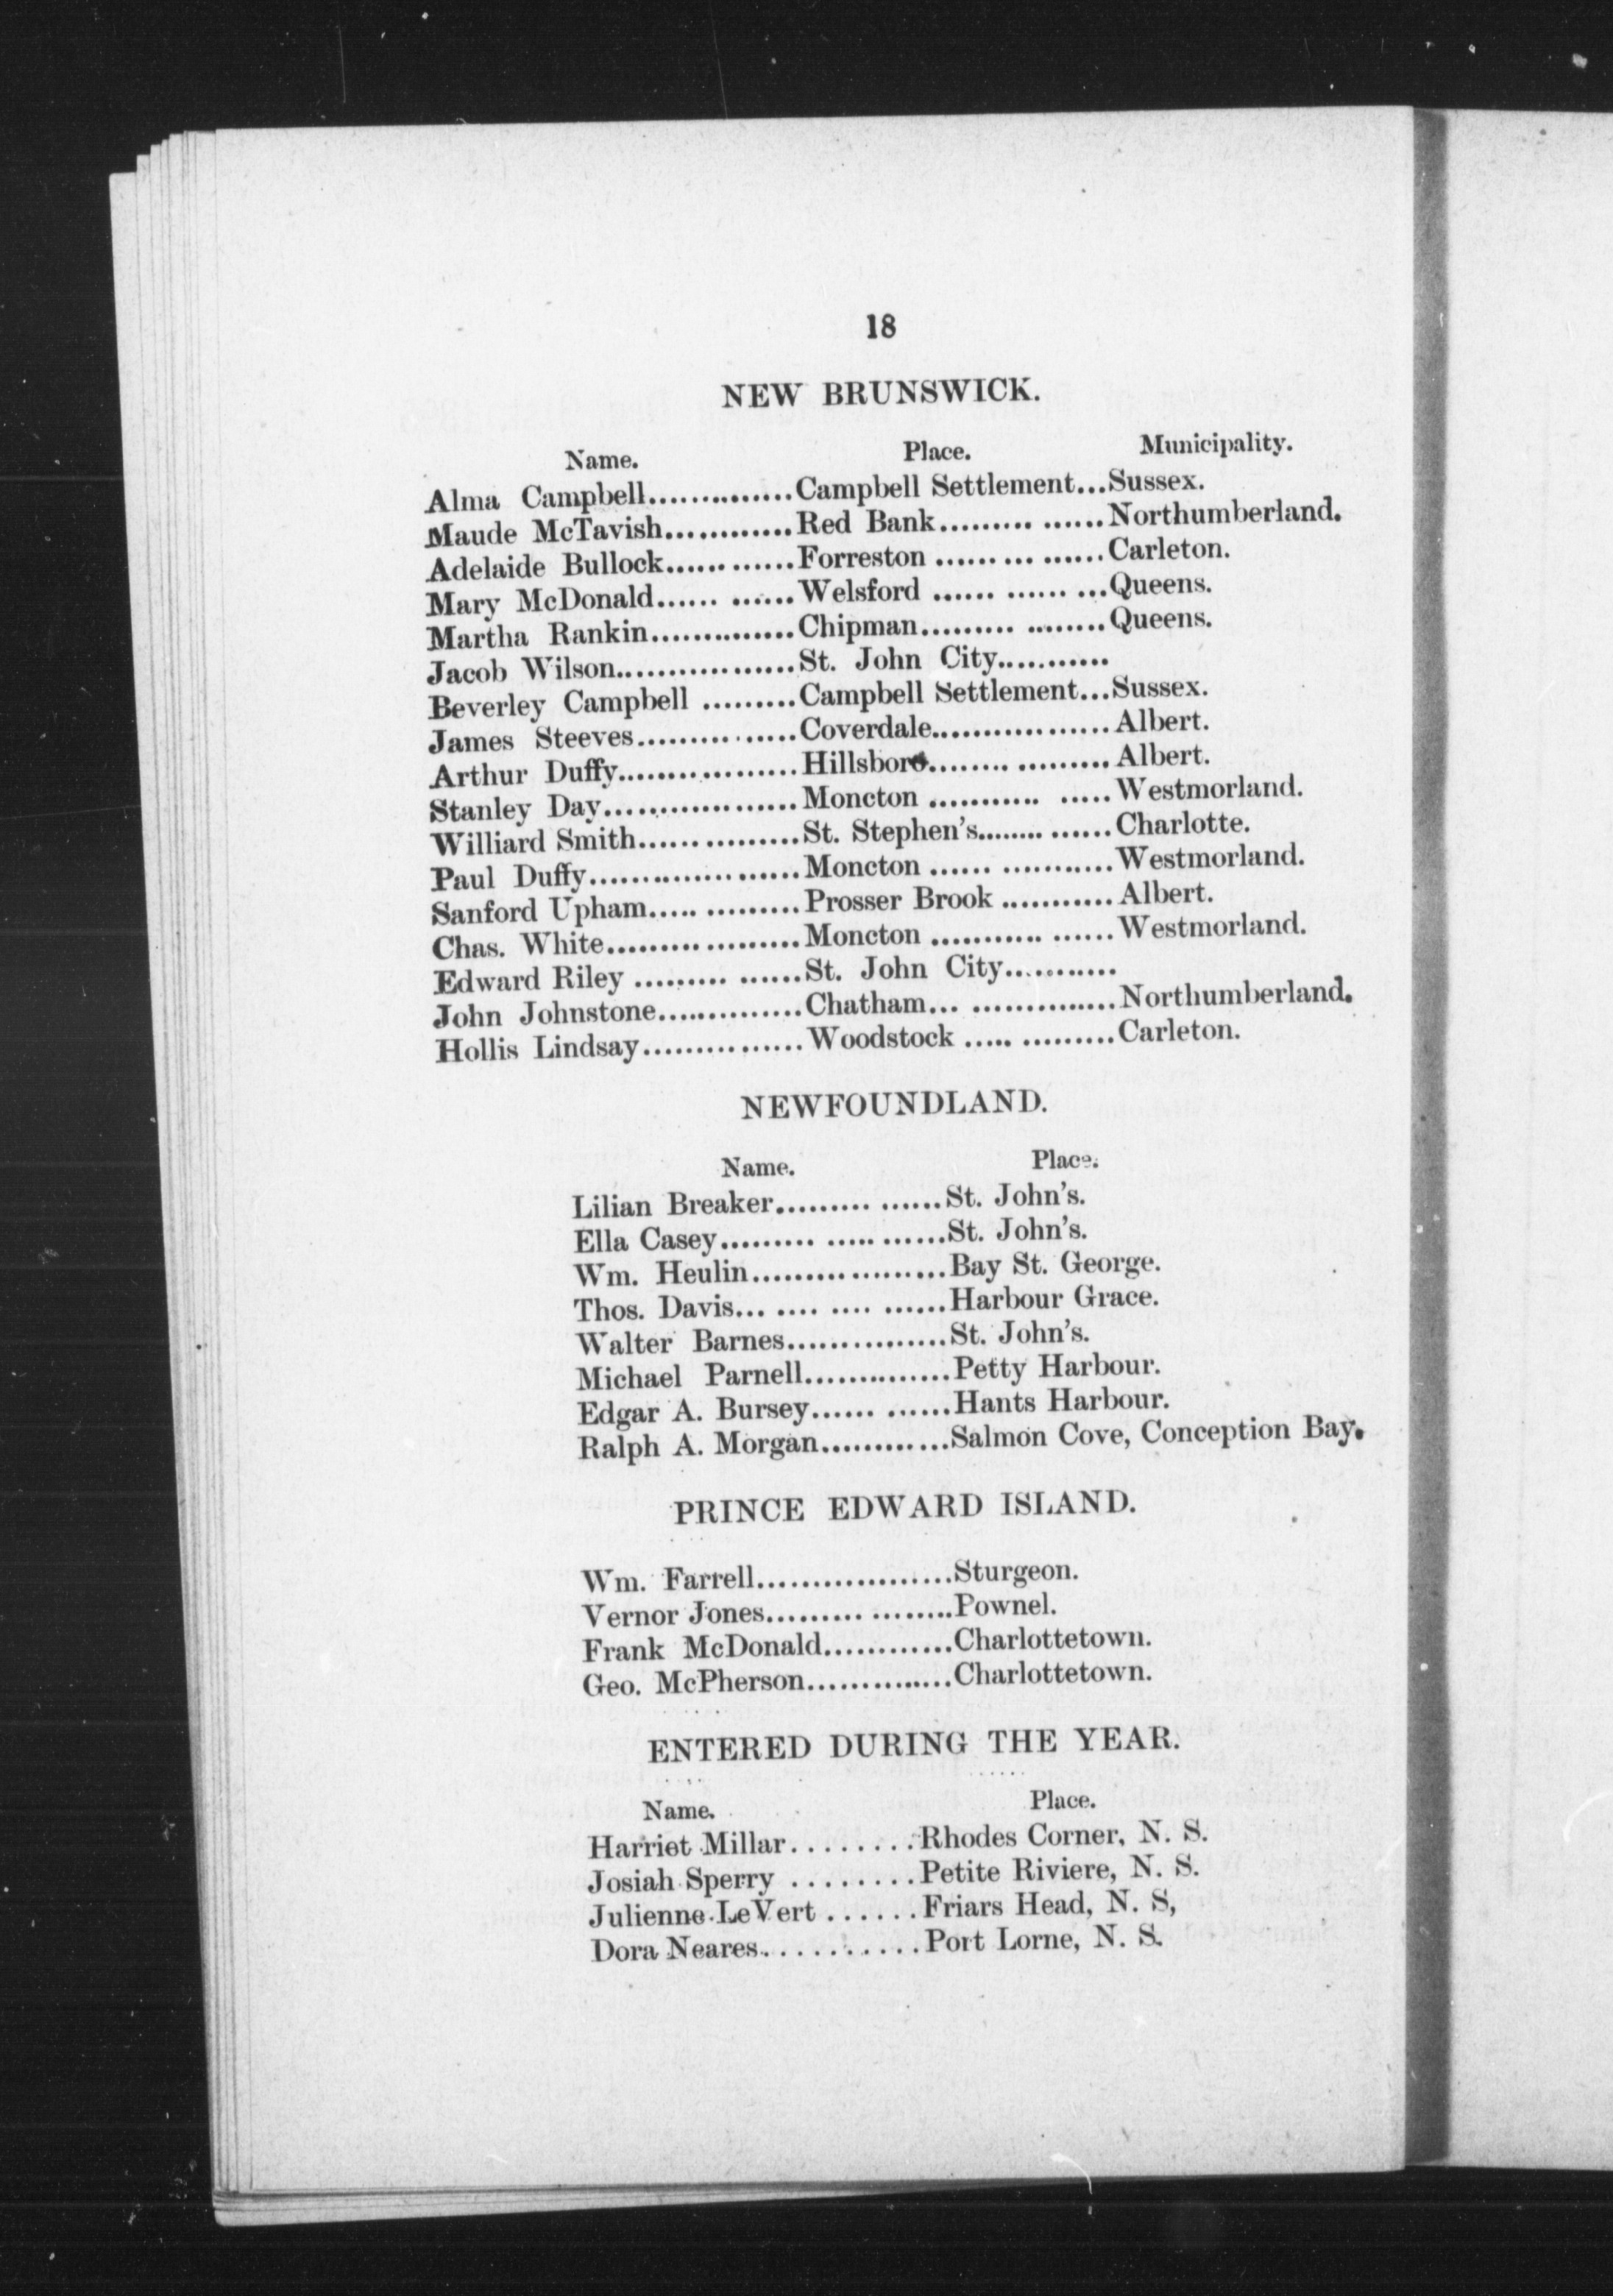 18
NEW BRUNSWICK.
Name. Place. Municipality.
Alma Campbell..............Campbell Settlement...Sussex.
Maude McTavish............Red Bank......... ......Northumberland.
Adelaide Bullock............Forreston ...... ... ......Carleton.
Mary McDonald...... ......Welsford ...... ...... ...Queens.
Martha Rankin..............Chipman......... ........Queens.
Jacob Wilson.................St. John City...........
Beverley Campbell .........Campbell Settlement...Sussex.
James Steeves...............Coverdale.................Albert.
Arthur Duffy.................Hillsboro........ .........Albert.
Stanley Day..................Moncton ........... .....Westmorland.
Williard Smith...............St. Stephen's........ ......Charlotte.
Paul Duffy....................Moncton ...... ...........Westmorland.
Sanford Upham..... .........Prosser Brook ...........Albert.
Chas. White..................Moncton ........... ......Westmorland.
Edward Riley ......... ......St. John City...........
John Johnstone..............Chatham... ..............Northumberland.
Hollis Lindsay...............Woodstock ..... .........Carleton.
NEWFOUNDLAND.
Name. Place.
Lilian Breaker......... ......St. John's.
Ella Casey......... ..... ......St. John's.
Wm. Heulin..................Bay St. George.
Thos. Davis... .... .... ......Harbour Grace.
Walter Barnes...............St. John's.
Michael Parnell..............Petty Harbour.
Edgar A. Bursey...... ......Hants Harbour.
Ralph A. Morgan............Salmon Cove, Conception Bay.
PRINCE EDWARD ISLAND.
Wm. Farrell...................Sturgeon.
Vernor Jones......... ........Pownel.
Frank McDonald............Charlottetown.
Geo. McPherson..............Charlottetown.
ENTERED DURING THE YEAR.
Name. Place.
Harriet Millar........Rhodes Corner, N. S.
Josiah Sperry ........Petite Riviere, N. S.
Julienne LeVert ......Friars Head, N. S,
Dora Neares..........Port Lorne, N. S.